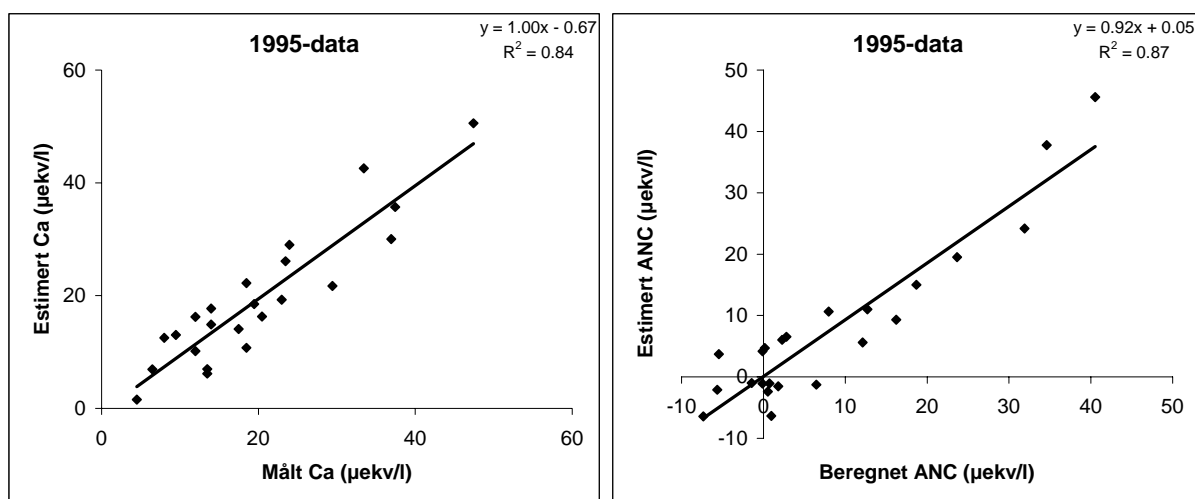 1995-data
y = 1.00x - 0.67
R² = 0.84
60
40
20
0
0 20 40 60
Estimert Ca (µekv/l)
Målt Ca (µekv/l)
1995-data
y = 0.92x + 0.05
R² = 0.87
50
40
30
20
10
0
-10
-10 0 10 20 30 40 50
Estimert ANC (µekv/l)
Beregnet ANC (µekv/l)